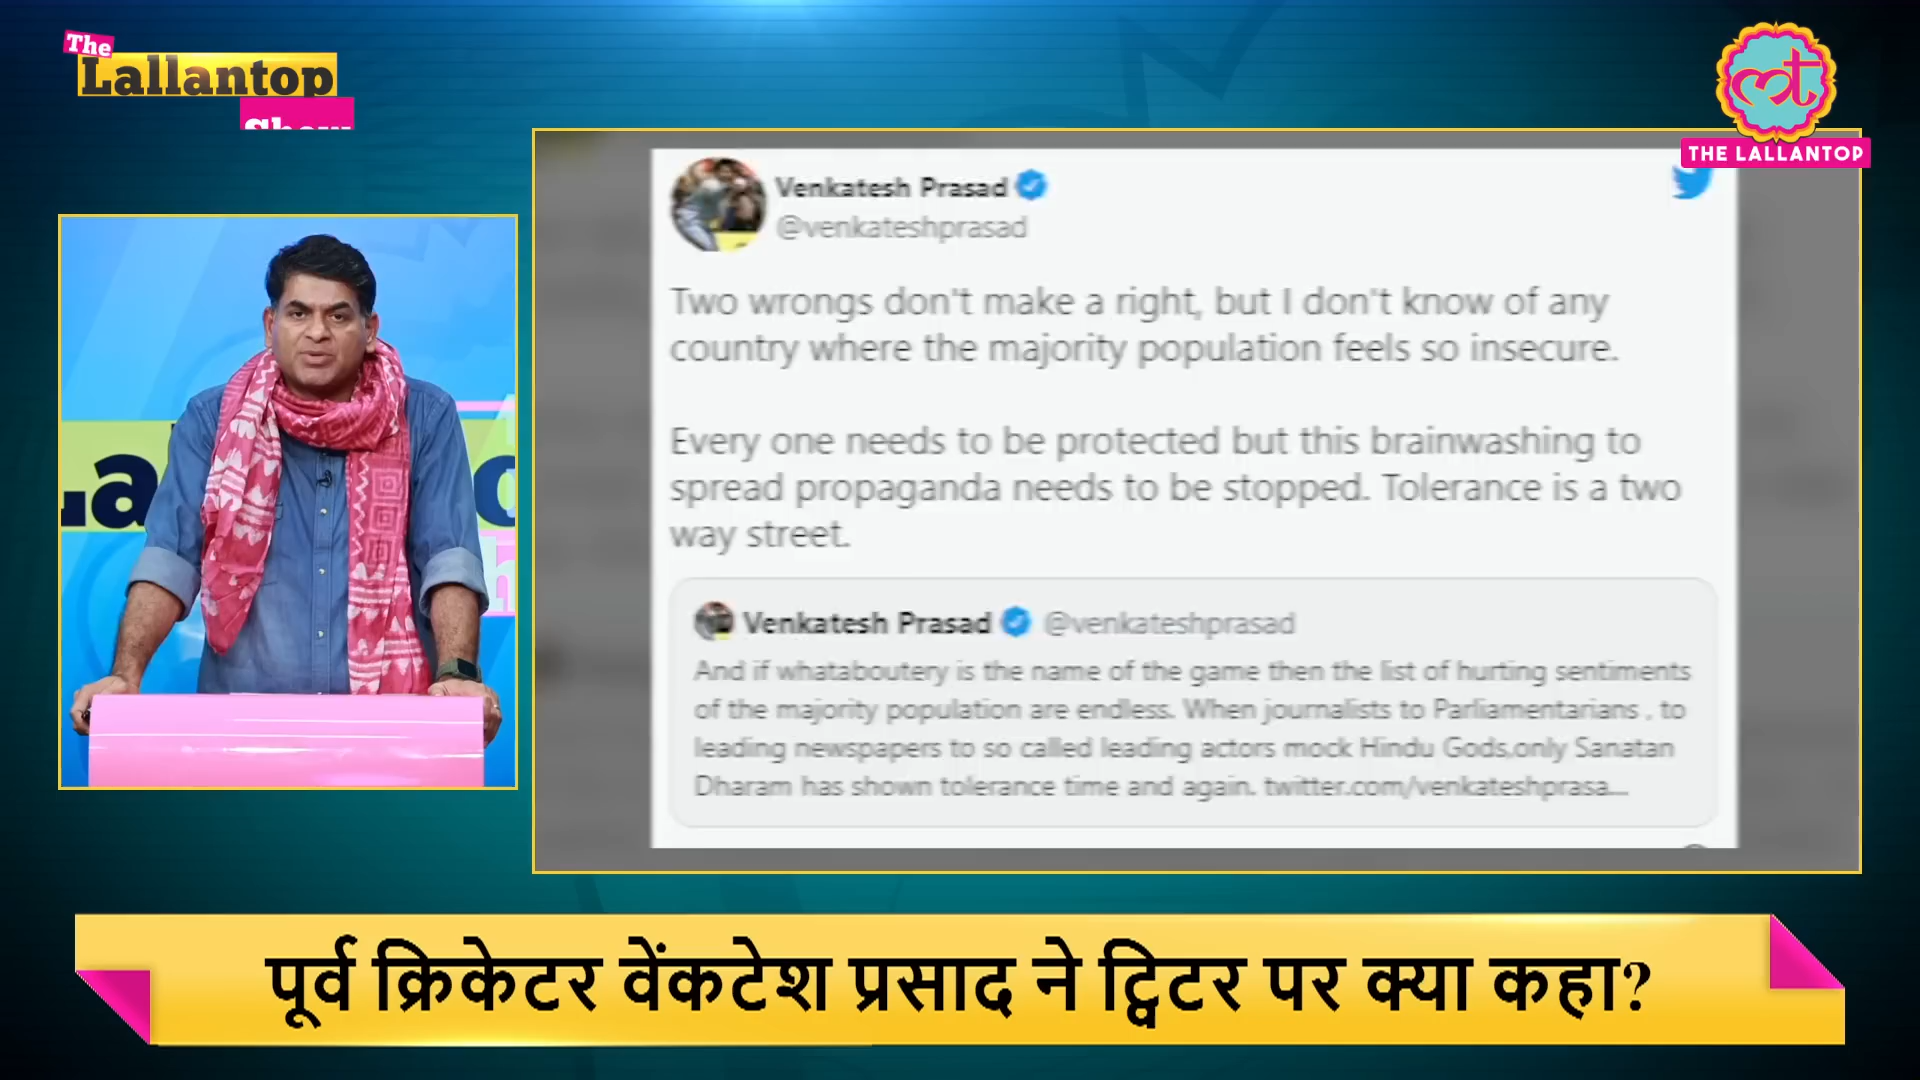 The
Lallantop
Show
THE LALLANTOP
Venkatesh Prasad
@venkateshprasad
Two wrongs don't make a right, but I don't know of any
country where the majority population feels so insecure.
Every one needs to be protected but this brainwashing to
spread propaganda needs to be stopped. Tolerance is a two
way street.
Venkatesh Prasad @venkateshprasad
And if whataboutery is the name of the game then the list of hurting sentiments
of the majority population are endless. When journalists to Parliamentarians , to
leading newspapers to so called leading actors mock Hindu Gods,only Sanatan
Dharam has shown tolerance time and again. twitter.com/venkateshprasa...
पूर्व क्रिकेटर वेंकटेश प्रसाद ने ट्विटर पर क्या कहा?